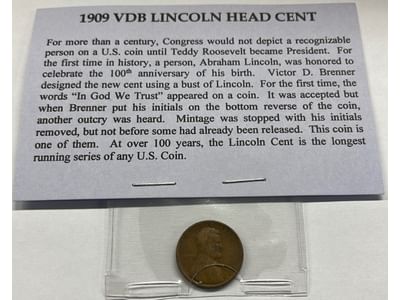 1909 VDB LINCOLN HEAD CENT
For more than a century, Congress would not depict a recognizable
person on a U.S. coin until Teddy Roosevelt became President. For
the first time in history, a person, Abraham Lincoln, was honored to
celebrate the 100th anniversary of his birth. Victor D. Brenner
designed the new cent using a bust of Lincoln. For the first time, the
words "In God We Trust" appeared on a coin. It was accepted but
when Brenner put his initials on the bottom reverse of the coin,
another outcry was heard. Mintage was stopped with his initials
removed, but not before some had already been released. This coin is
one of them. At over 100 years, the Lincoln Cent is the longest
running series of any U.S. Coin.